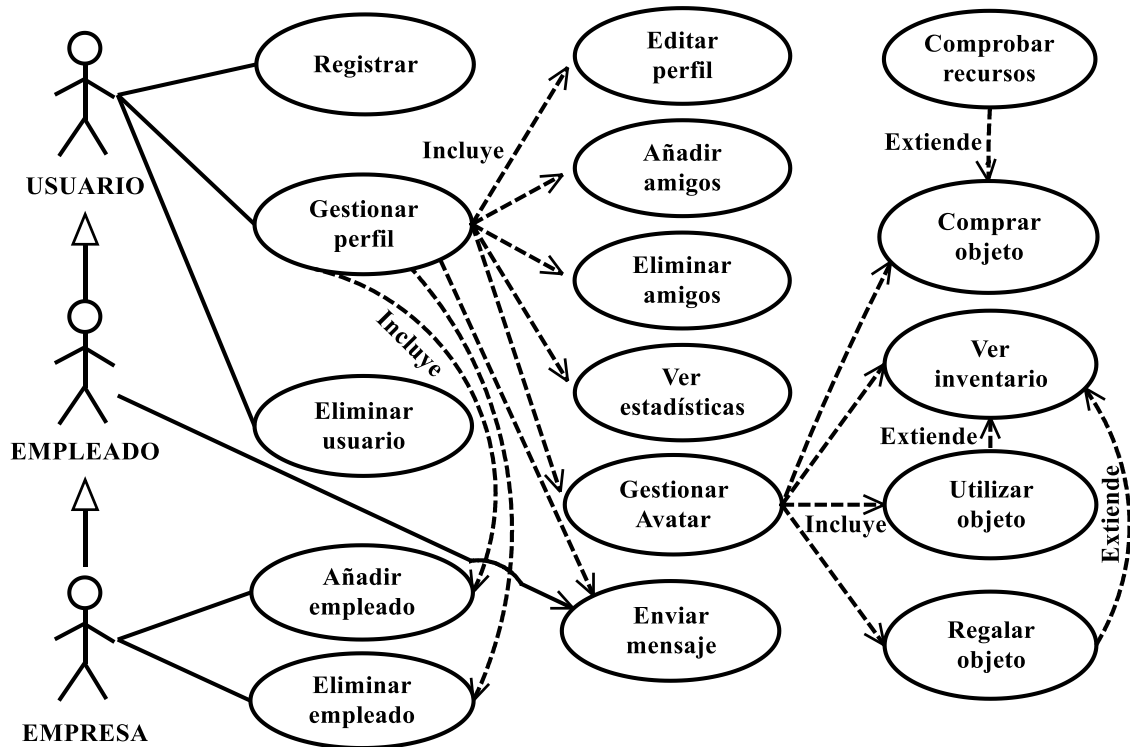 USUARIO
EMPLEADO
EMPRESA
Registrar
Gestionar
perfil
Eliminar
usuario
Añadir
empleado
Eliminar
empleado
Incluye
Incluye
Editar
perfil
Añadir
amigos
Eliminar
amigos
Ver
estadísticas
Gestionar
Avatar
Enviar
mensaje
Comprobar
recursos
Extiende
Comprar
objeto
Ver
inventario
Extiende
Utilizar
objeto
Incluye
Extiende
Regalar
objeto